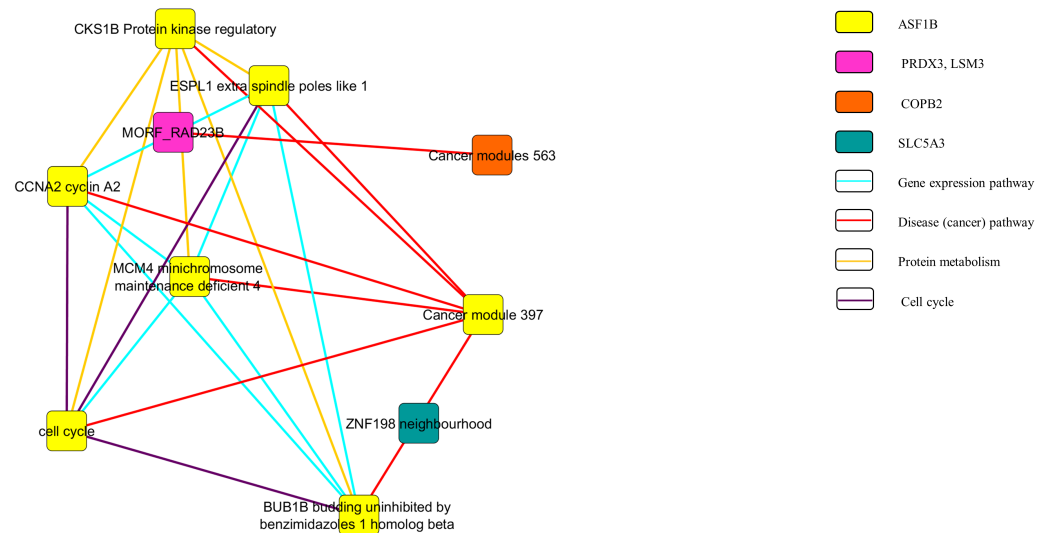 CKS1B Protein kinase regulatory
ESPL1 extra spindle poles like 1
MORF_RAD23B
Cancer modules 563
CCNA2 cyclin A2
MCM4 minichromosome
maintenance deficient 4
Cancer module 397
ZNF198 neighbourhood
cell cycle
BUB1B budding uninhibited by
benzimidazoles 1 homolog beta
ASF1B
PRDX3, LSM3
COPB2
SLC5A3
Gene expression pathway
Disease (cancer) pathway
Protein metabolism
Cell cycle